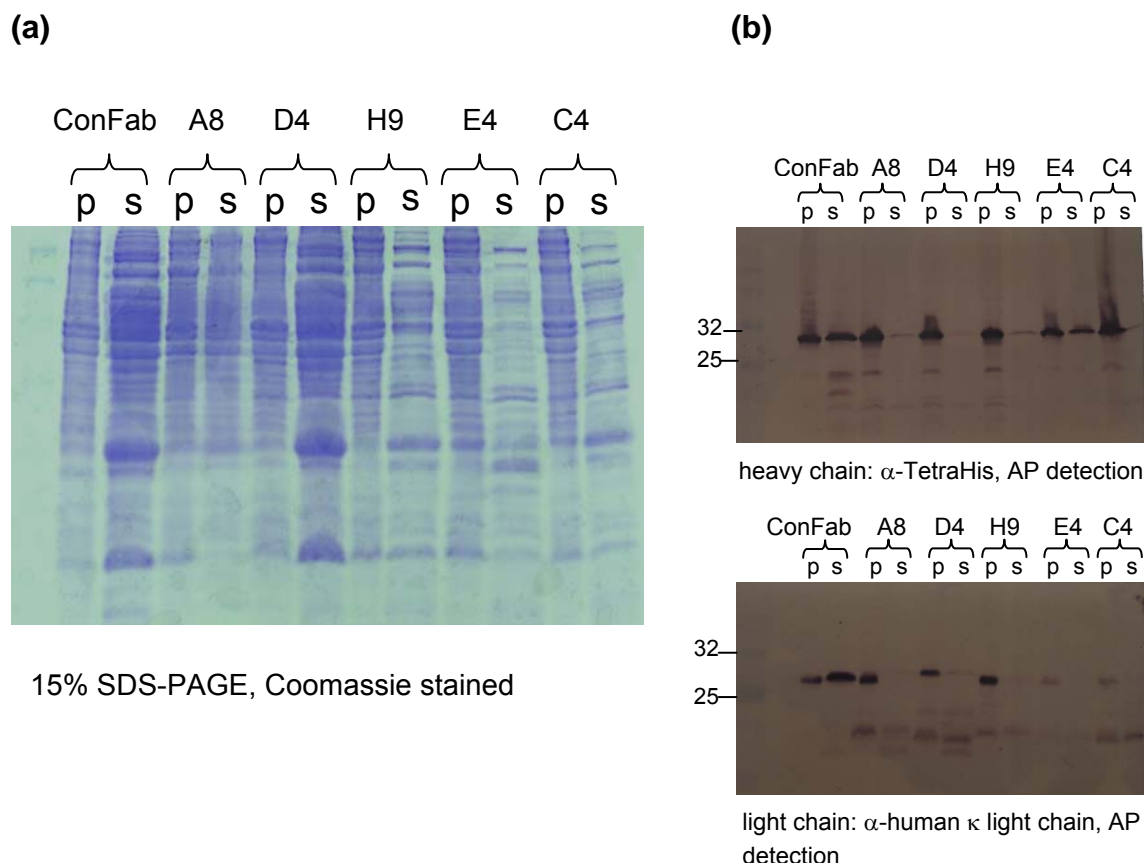 (a)
ConFab A8 D4 H9 E4 C4
p s p s p s p s p s p s
15% SDS-PAGE, Coomassie stained
(b)
ConFab A8 D4 H9 E4 C4
p s p s p s p s p s p s
32
25
heavy chain: α-TetraHis, AP detection
ConFab A8 D4 H9 E4 C4
p s p s p s p s p s p s
32
25
light chain: α-human κ light chain, AP
detection